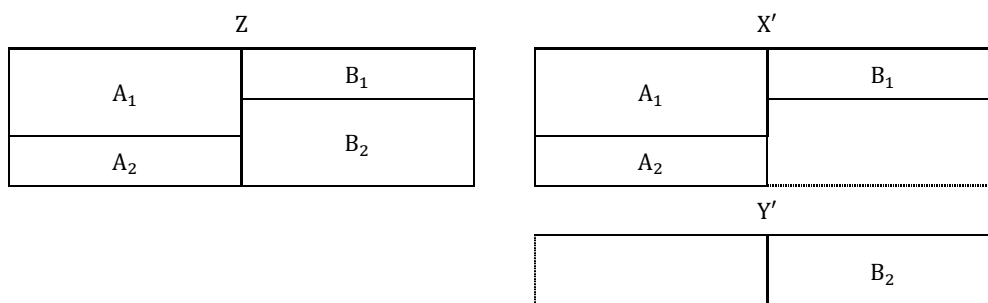 Z
X′
A₁
B₁
A₁
B₁
B₂
A₂
A₂
Y′
B₂